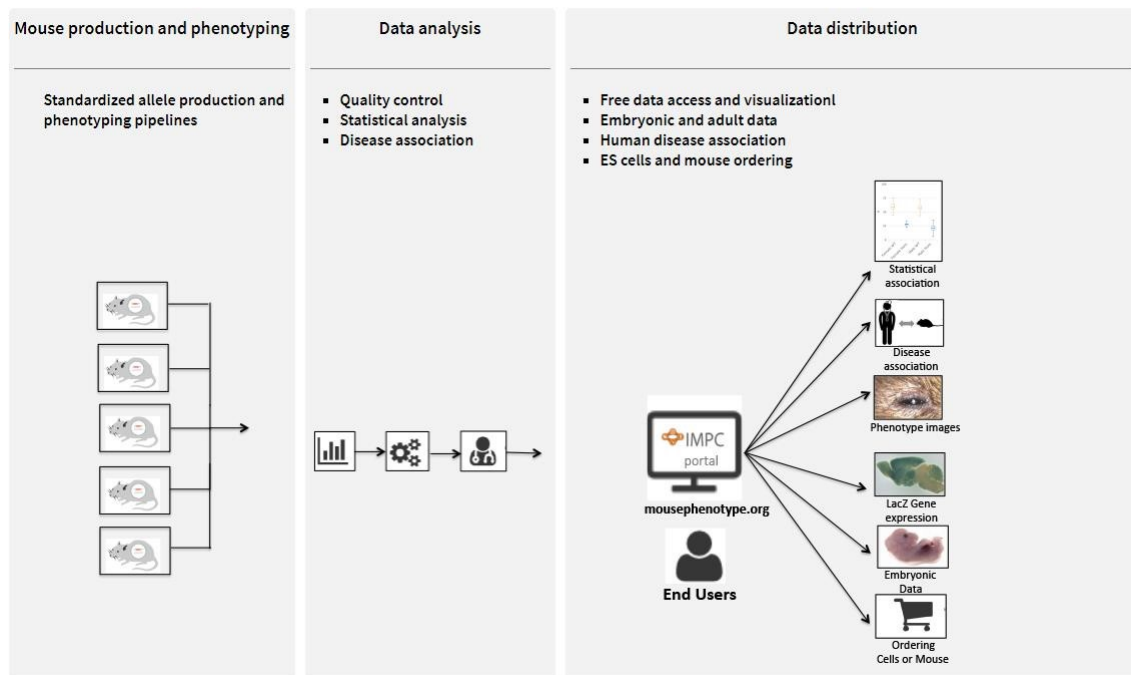 Mouse production and phenotyping
Standardized allele production and
phenotyping pipelines
Data analysis
▪ Quality control
▪ Statistical analysis
▪ Disease association
Data distribution
▪ Free data access and visualizationl
▪ Embryonic and adult data
▪ Human disease association
▪ ES cells and mouse ordering
IMPC
portal
mousephenotype.org
End Users
Statistical
association
Disease
association
Phenotype images
LacZ Gene
expression
Embryonic
Data
Ordering
Cells or Mouse